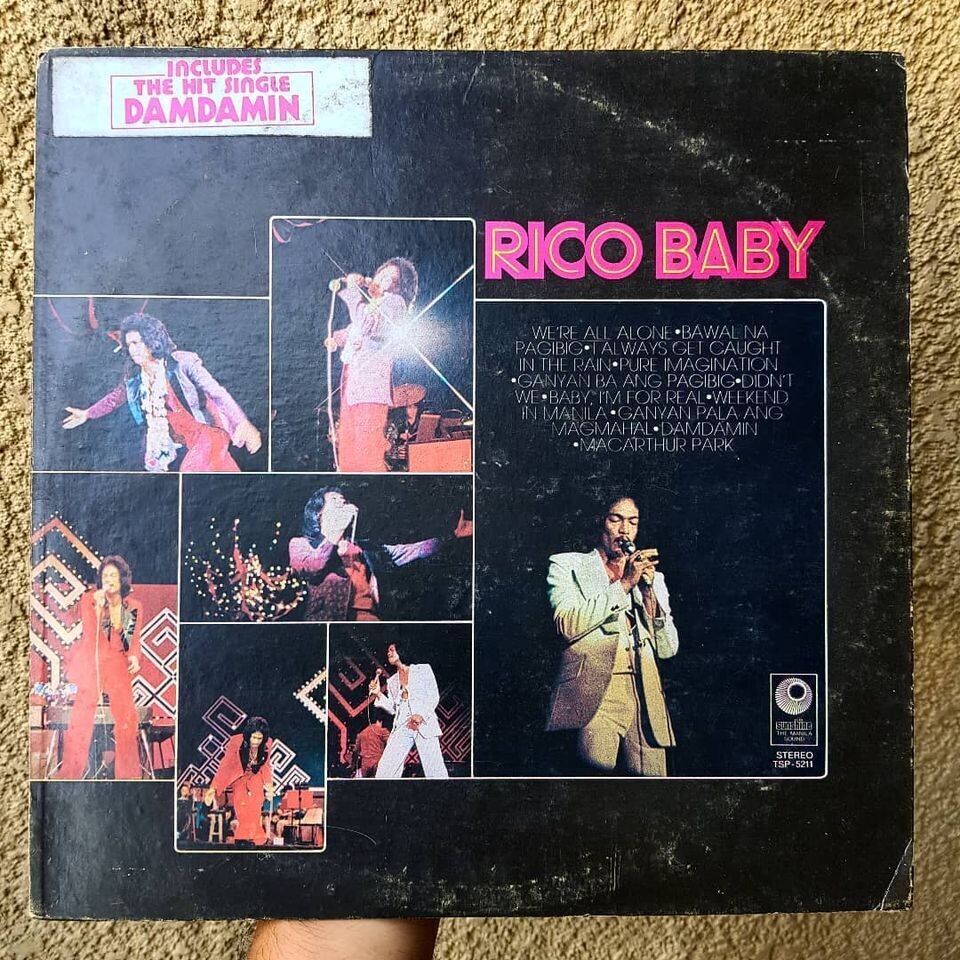 INCLUDES
THE HIT SINGLE
DAMDAMIN
RICO BABY
WE'RE ALL ALONE•BAWAL NA
PAGIBIG•I ALWAYS GET CAUGHT
IN THE RAIN•PURE IMAGINATION
•GANYAN BA ANG PAGIBIG•DIDN'T
WE•BABY, I'M FOR REAL•WEEKEND
IN MANILA•GANYAN PALA ANG
MAGMAHAL•DAMDAMIN
•MACARTHUR PARK
sunshine
THE MANILA
SOUND
STEREO
TSP-5211